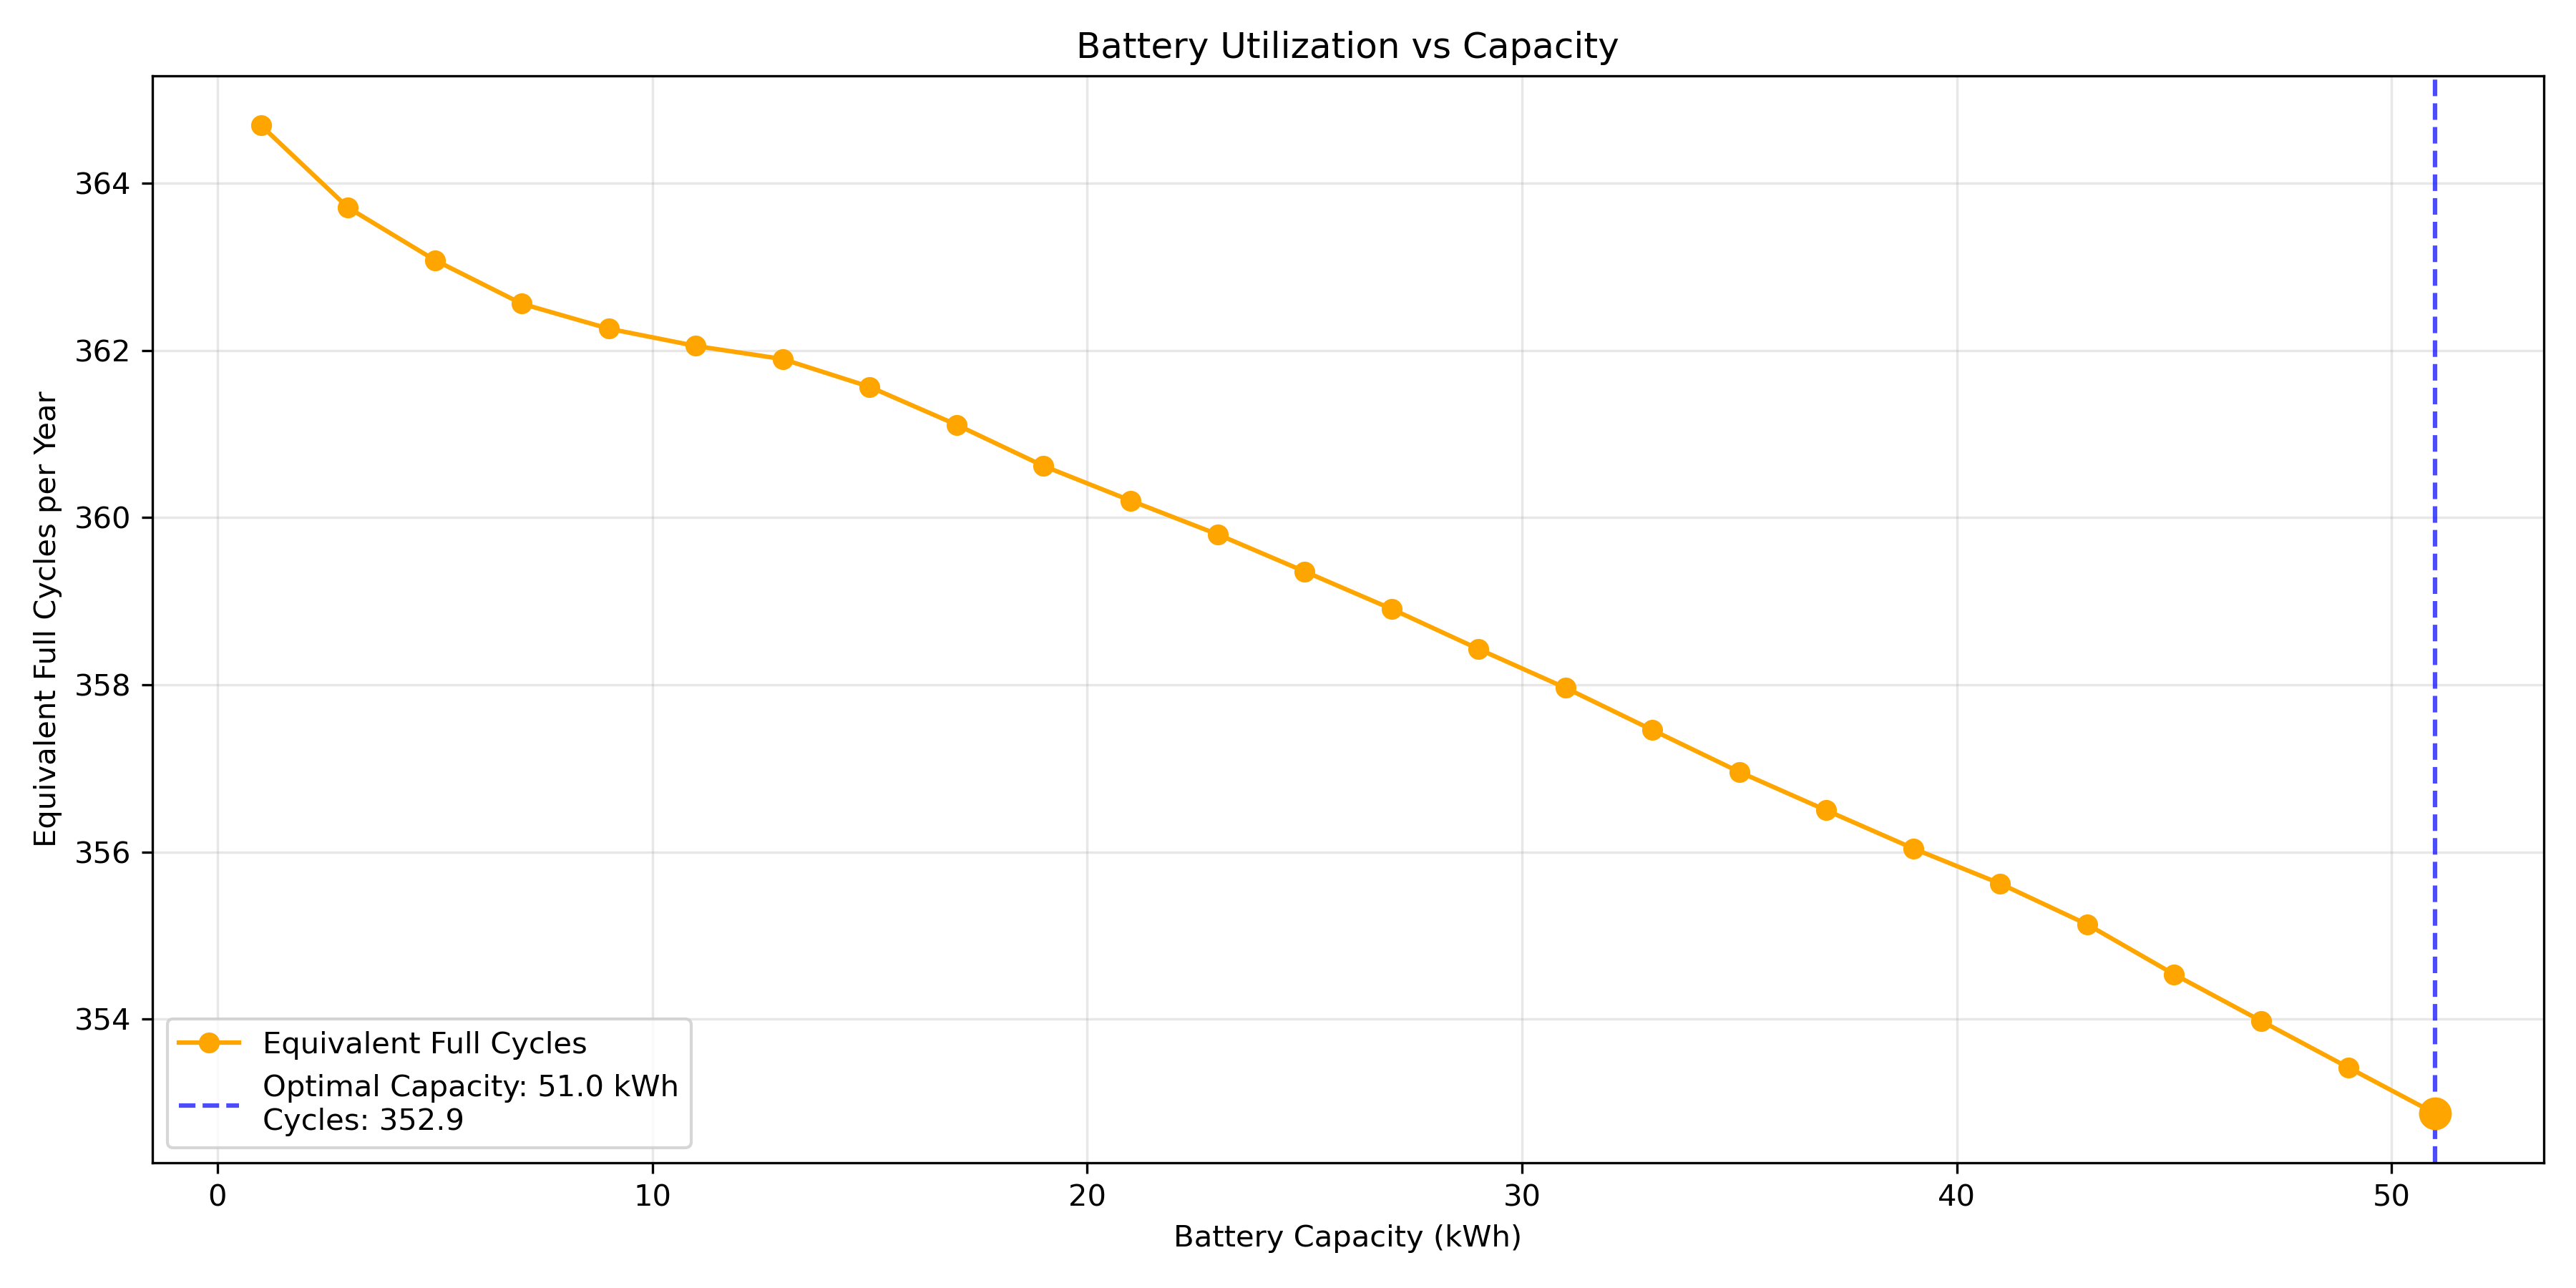 Battery Utilization vs Capacity
Equivalent Full Cycles per Year
364
362
360
358
356
354
Equivalent Full Cycles
Optimal Capacity: 51.0 kWh
Cycles: 352.9
0
10
20
30
40
50
Battery Capacity (kWh)